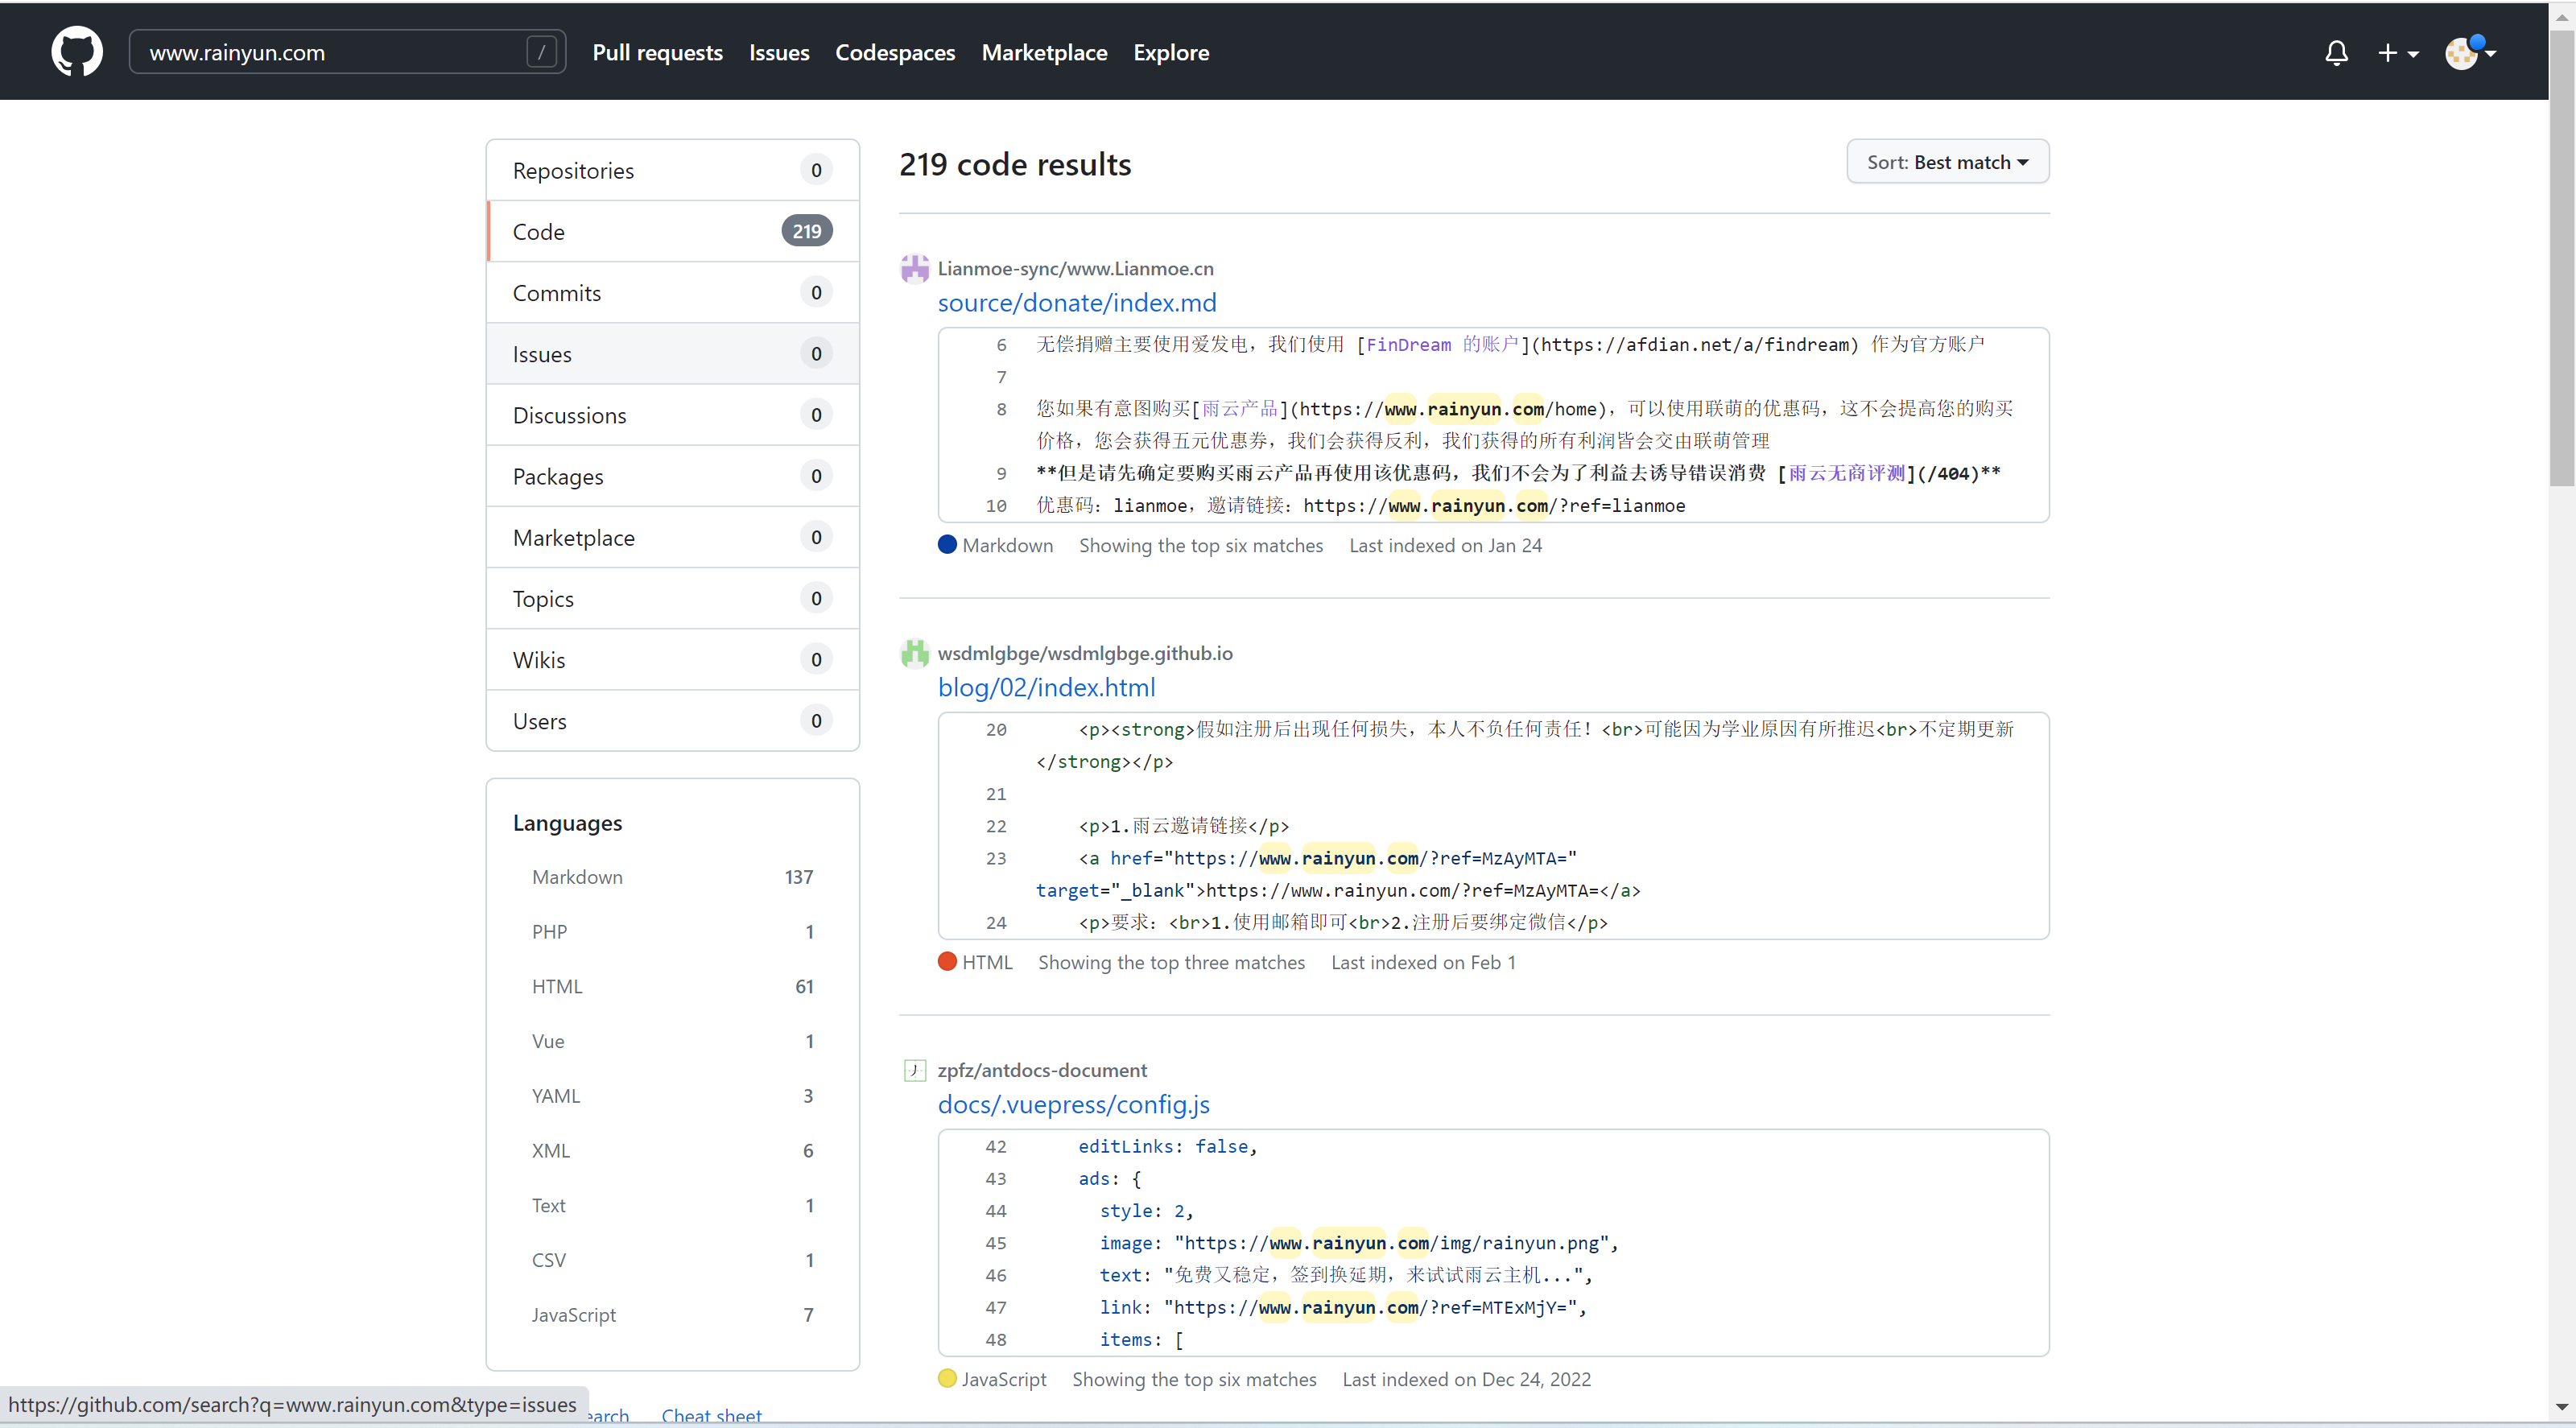 www.rainyun.com /
Pull requests Issues Codespaces Marketplace Explore
Repositories 0
Code 219
Commits 0
Issues 0
Discussions 0
Packages 0
Marketplace 0
Topics 0
Wikis 0
Users 0
Languages
Markdown 137
PHP 1
HTML 61
Vue 1
YAML 3
XML 6
Text 1
CSV 1
JavaScript 7
earch Cheat sheet
219 code results
Sort: Best match
Lianmoe-sync/www.Lianmoe.cn
source/donate/index.md
6 无偿捐赠主要使用爱发电，我们使用 [FinDream 的账户](https://afdian.net/a/findream) 作为官方账户
7
8 您如果有意图购买[雨云产品](https://www.rainyun.com/home)，可以使用联萌的优惠码，这不会提高您的购买
价格，您会获得五元优惠券，我们会获得反利，我们获得的所有利润皆会交由联萌管理
9 **但是请先确定要购买雨云产品再使用该优惠码，我们不会为了利益去诱导错误消费 [雨云无商评测](/404)**
10 优惠码：lianmoe，邀请链接：https://www.rainyun.com/?ref=lianmoe
Markdown Showing the top six matches Last indexed on Jan 24
wsdmlgbge/wsdmlgbge.github.io
blog/02/index.html
20 <p><strong>假如注册后出现任何损失，本人不负任何责任！<br>可能因为学业原因有所推迟<br>不定期更新
</strong></p>
21
22 <p>1.雨云邀请链接</p>
23 <a href="https://www.rainyun.com/?ref=MzAyMTA="
target="_blank">https://www.rainyun.com/?ref=MzAyMTA=</a>
24 <p>要求：<br>1.使用邮箱即可<br>2.注册后要绑定微信</p>
HTML Showing the top three matches Last indexed on Feb 1
zpfz/antdocs-document
docs/.vuepress/config.js
42 editLinks: false,
43 ads: {
44 style: 2,
45 image: "https://www.rainyun.com/img/rainyun.png",
46 text: "免费又稳定，签到换延期，来试试雨云主机...",
47 link: "https://www.rainyun.com/?ref=MTExMjY=",
48 items: [
JavaScript Showing the top six matches Last indexed on Dec 24, 2022
https://github.com/search?q=www.rainyun.com&type=issues